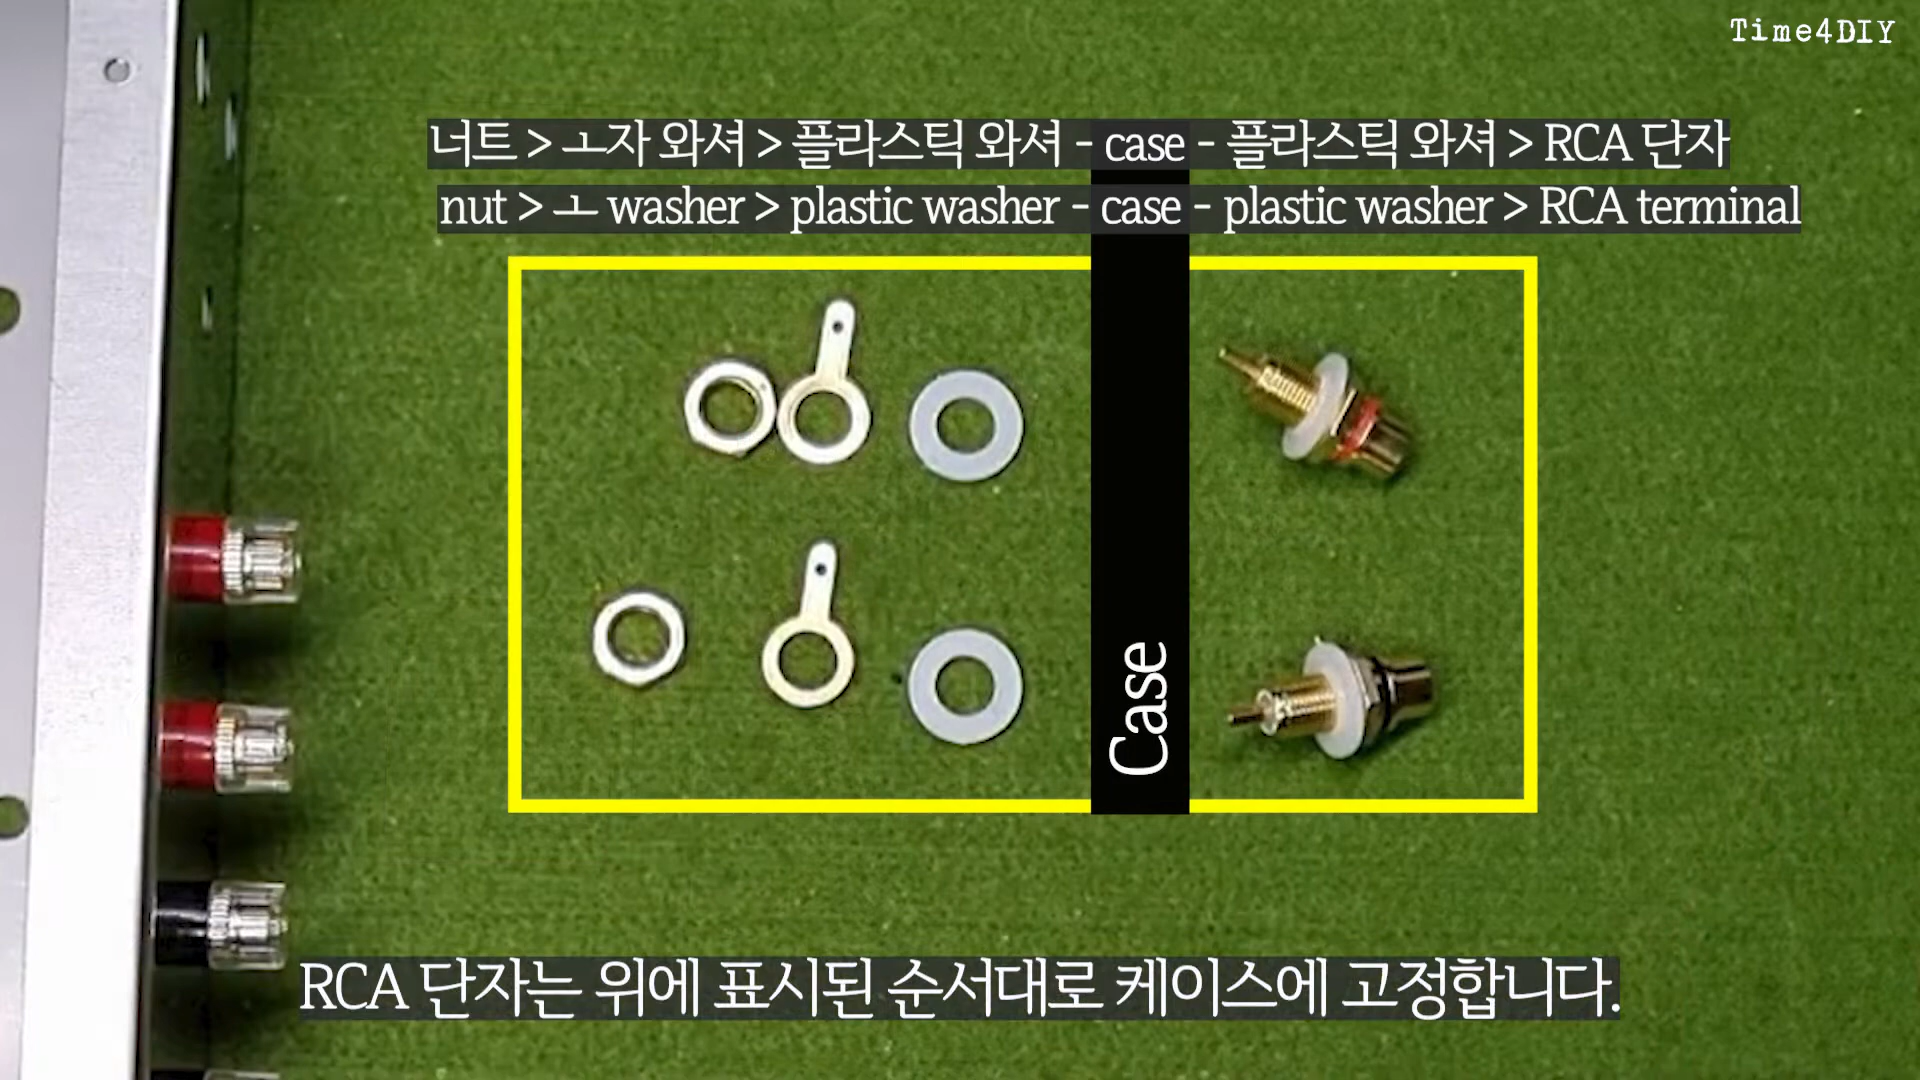 Time4DIY
너트 > ㅗ자 와셔 > 플라스틱 와셔 - case - 플라스틱 와셔 > RCA 단자
nut > ㅗ washer > plastic washer - case - plastic washer > RCA terminal
Case
RCA 단자는 위에 표시된 순서대로 케이스에 고정합니다.